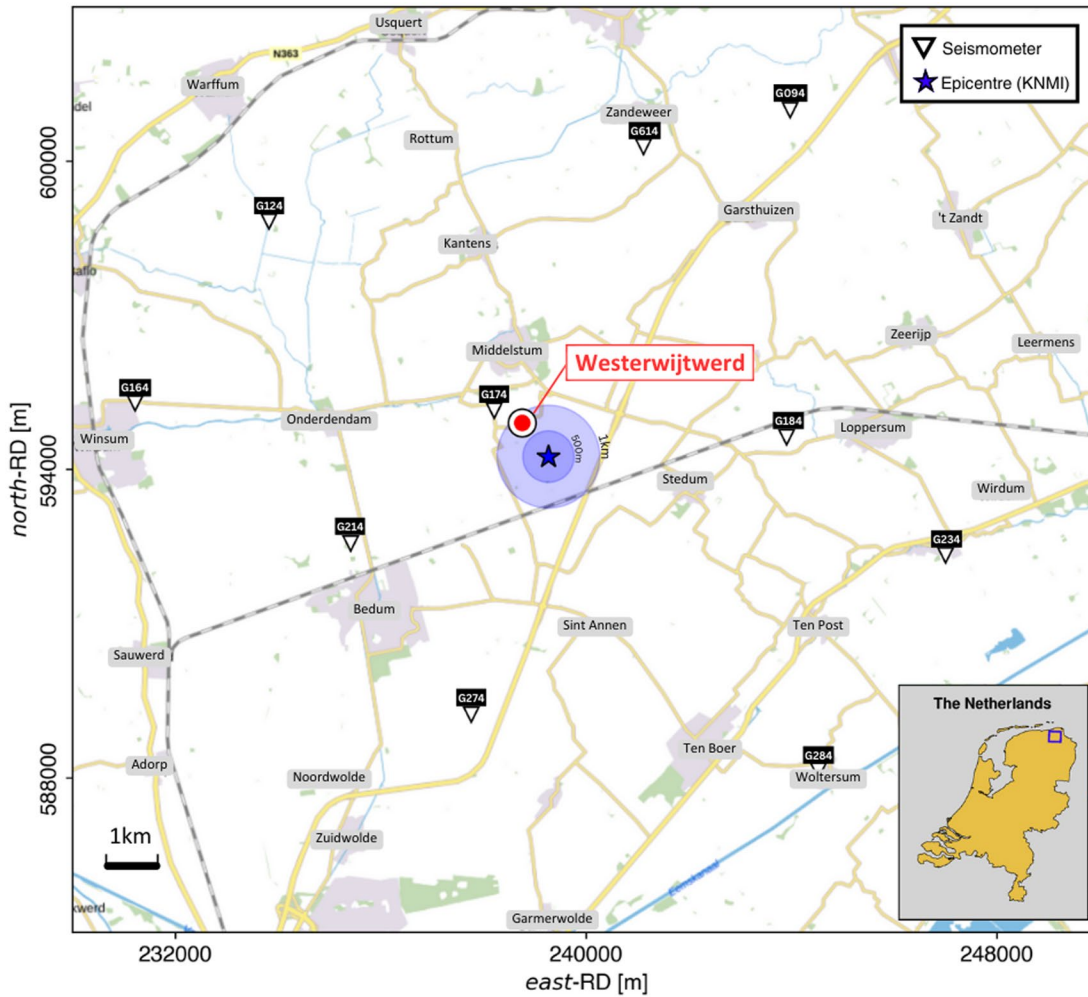 Usquert
N363
Warffum
Seismometer
Epicentre (KNMI)
G094
Zandeweer
G614
Rottum
600000
G124
Garsthuizen
't Zandt
Kantens
Zeerijp
Leermens
Middelstum
Westerwijtwerd
G164
G174
Onderdendam
G184
Loppersum
Winsum
1km
500m
594000
Stedum
Wirdum
north-RD [m]
G214
G234
Bedum
Sint Annen
Ten Post
Sauwerd
G274
The Netherlands
Ten Boer
G284
Adorp
Noordwolde
Woltersum
588000
1km
Zuidwolde
Eemskanaal
Garmerwolde
232000
240000
248000
east-RD [m]